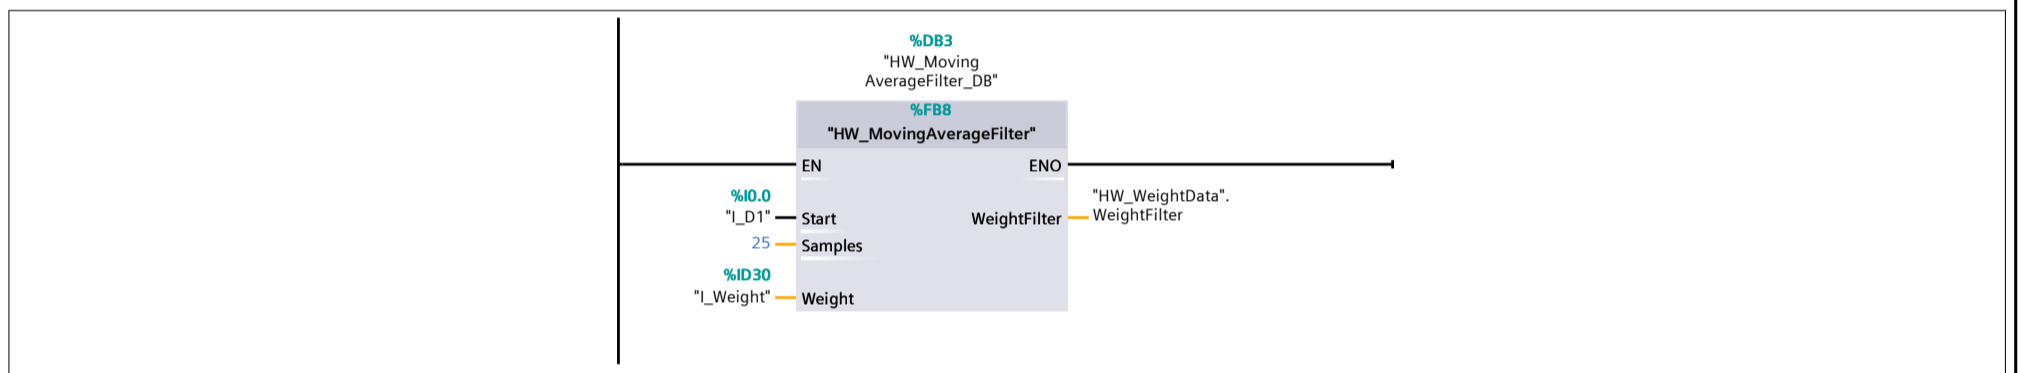 %DB3
"HW_Moving
AverageFilter_DB"
%FB8
"HW_MovingAverageFilter"
EN
ENO
%I0.0
"I_D1"
Start
WeightFilter
"HW_WeightData".
WeightFilter
25
Samples
%ID30
"I_Weight"
Weight